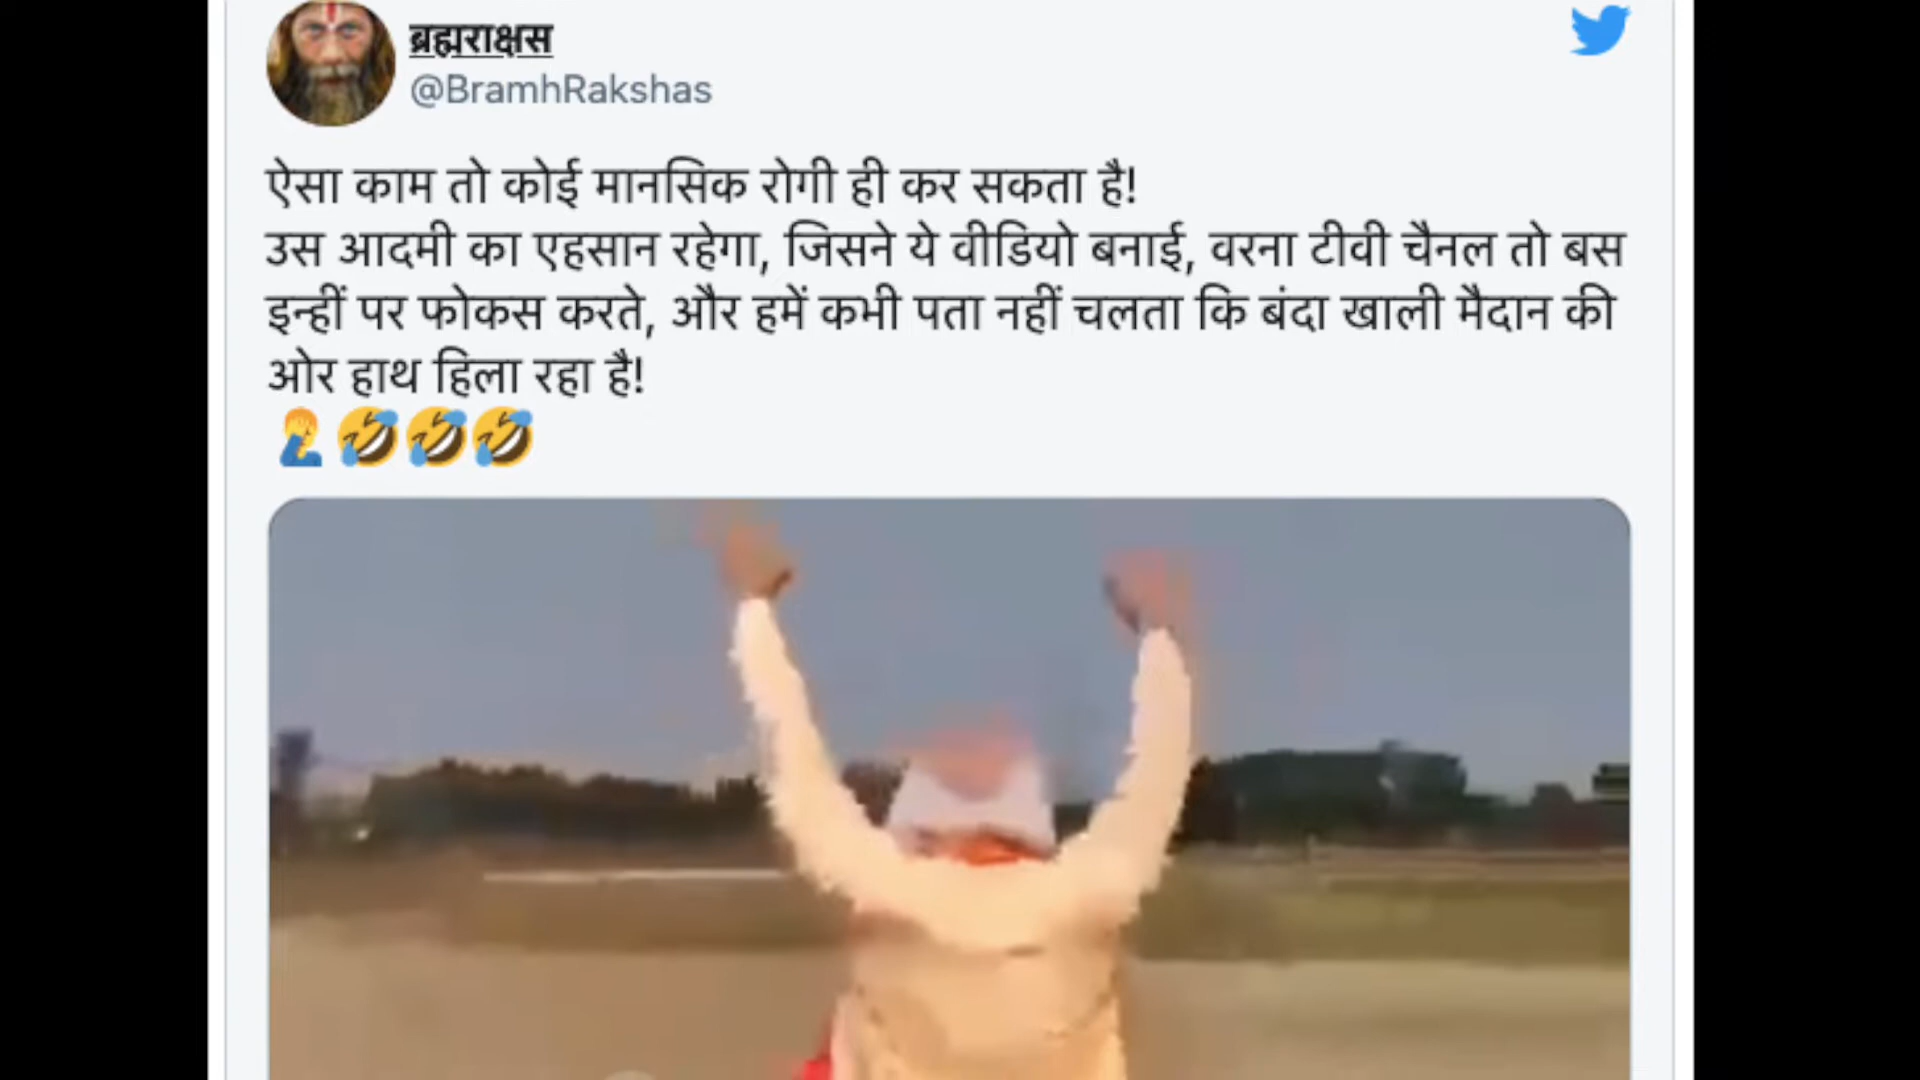 ब्रह्मराक्षस
@BramhRakshas
ऐसा काम तो कोई मानसिक रोगी ही कर सकता है!
उस आदमी का एहसान रहेगा, जिसने ये वीडियो बनाई, वरना टीवी चैनल तो बस
इन्हीं पर फोकस करते, और हमें कभी पता नहीं चलता कि बंदा खाली मैदान की
ओर हाथ हिला रहा है!
🤦‍♂️🤣🤣🤣